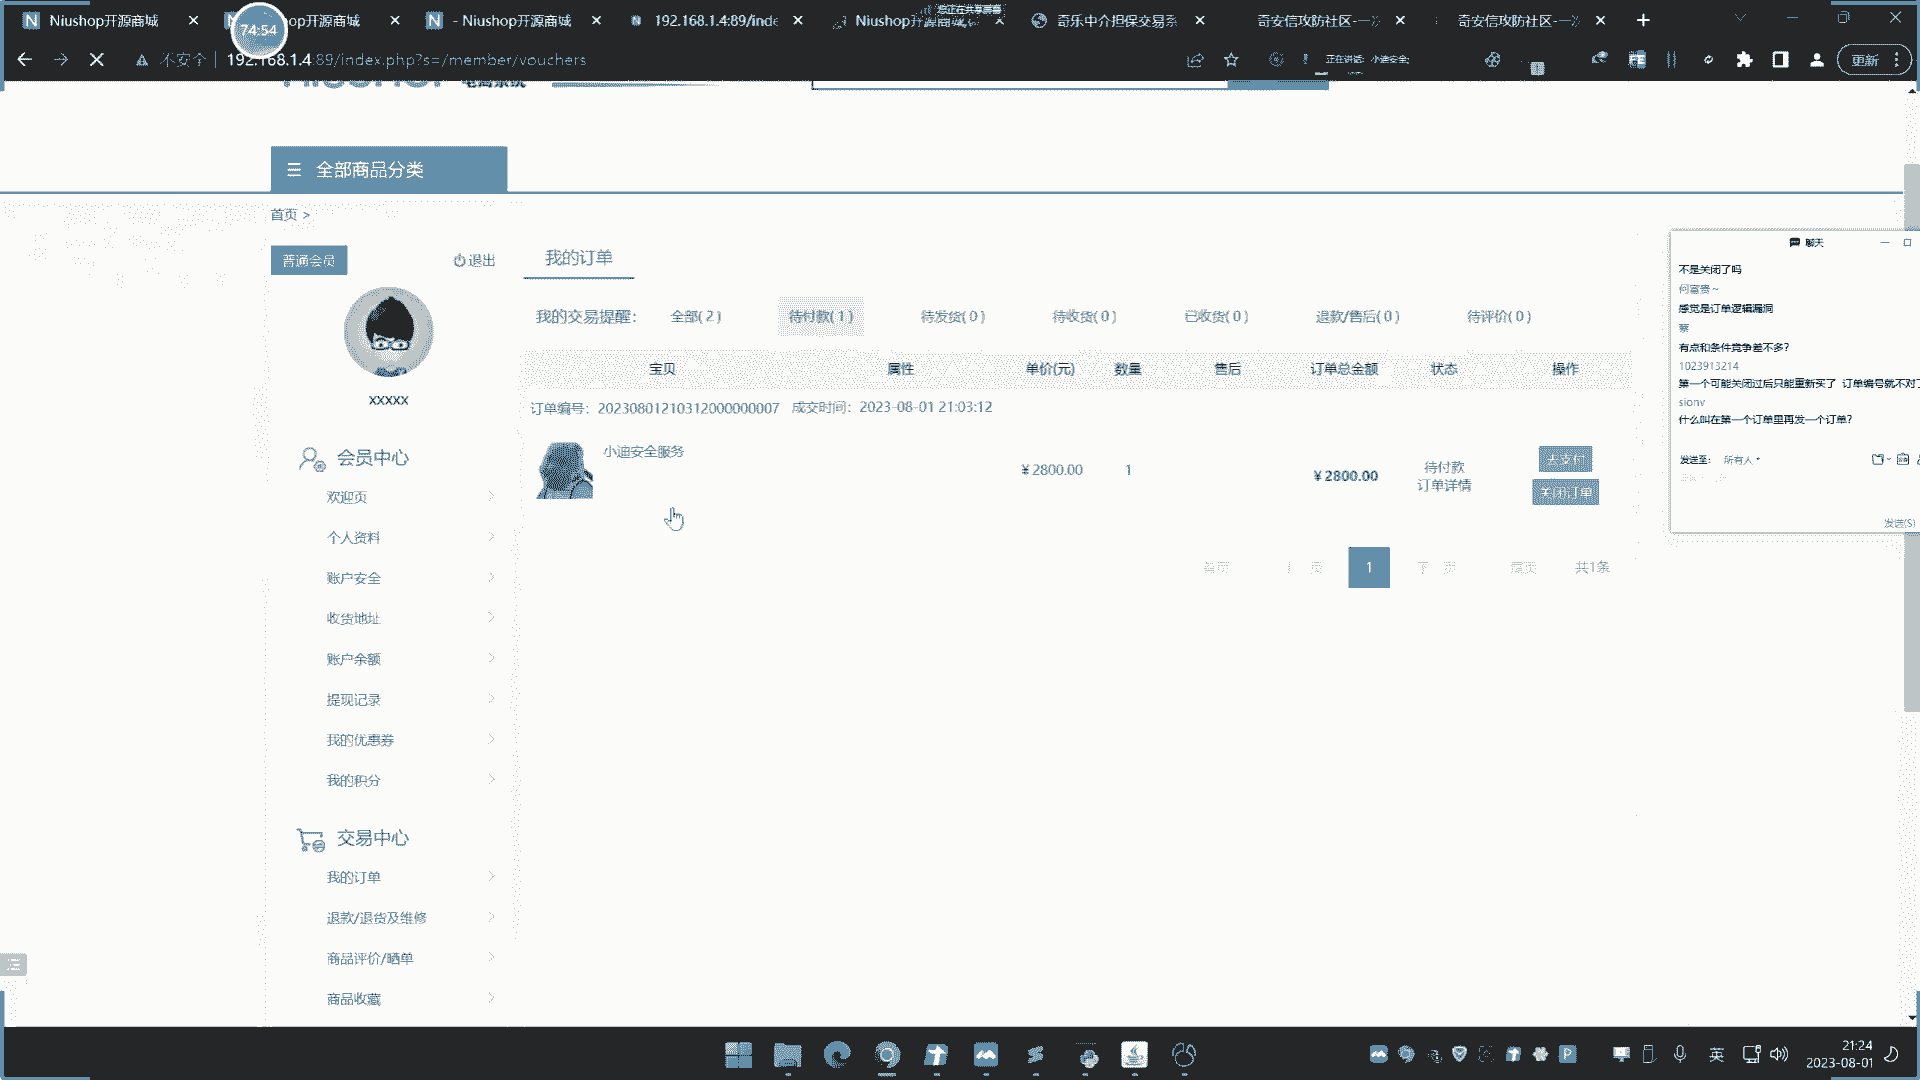 Niushop开源商城
op开源商城
- Niushop开源商城
192.168.1.4:89/inde
Niushop开源商城
奇乐中介担保交易系
奇安信攻防社区-一
奇安信攻防社区-一
74:54
不安全
192.168.1.4:89/index.php?s=/member/vouchers
正在讲话: 小迪安全;
更新
电商系统
全部商品分类
首页 >
普通会员
退出
xxxxx
会员中心
欢迎页
个人资料
账户安全
收货地址
账户余额
提现记录
我的优惠券
我的积分
交易中心
我的订单
退款/退货及维修
商品评价/晒单
商品收藏
我的订单
我的交易提醒: 全部(2) 待付款(1) 待发货(0) 待收货(0) 已收货(0) 退款/售后(0) 待评价(0)
宝贝 属性 单价(元) 数量 售后 订单总金额 状态 操作
订单编号: 20230801210312000000007 成交时间: 2023-08-01 21:03:12
小迪安全服务
¥2800.00 1 ¥2800.00
待付款
订单详情
去支付
关闭订单
首页 上一页 1 下一页 尾页 共1条
聊天
不是关闭了吗
何富贵~
感觉是订单逻辑漏洞
蔡
有点和条件竞争差不多?
1023913214
第一个可能关闭过后只能重新买了 订单编号就不对了
sionv
什么叫在第一个订单里再发一个订单?
发送至: 所有人
发送(S)
英
21:24
2023-08-01